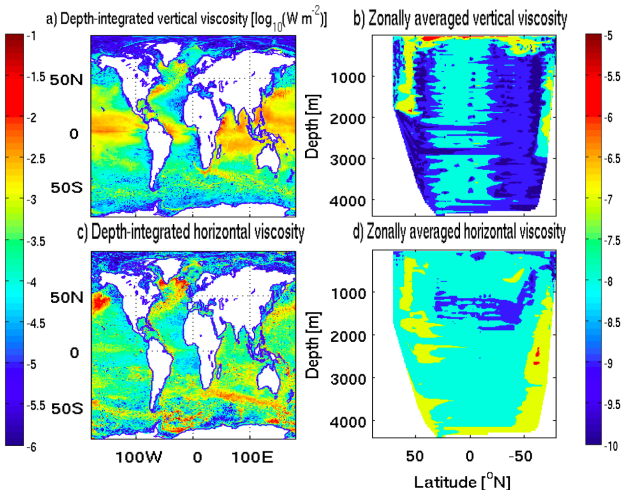 a) Depth-integrated vertical viscosity [log10(W m-2)]
b) Zonally averaged vertical viscosity
-1
-1.5
-2
-2.5
-3
-3.5
-4
-4.5
-5
-5.5
-6
50N
0
50S
1000
2000
3000
4000
Depth [m]
-5
-5.5
-6
-6.5
-7
-7.5
-8
-8.5
-9
-9.5
-10
c) Depth-integrated horizontal viscosity
d) Zonally averaged horizontal viscosity
50N
0
50S
100W 0 100E
1000
2000
3000
4000
Depth [m]
50 0 -50
Latitude [oN]